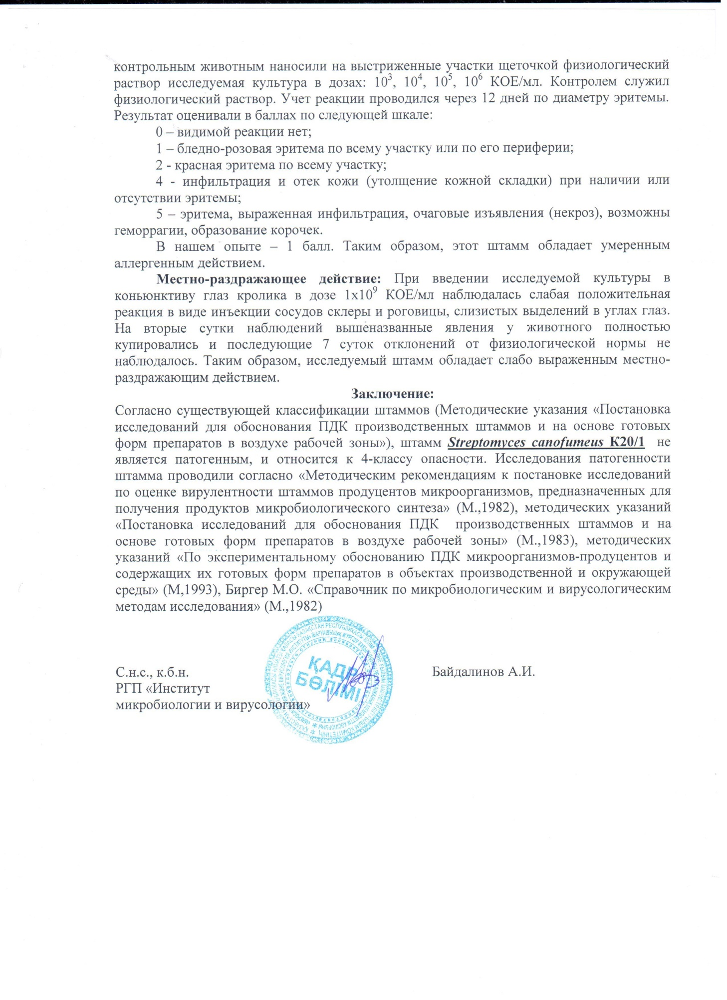 контрольным животным наносили на выстриженные участки щеточкой физиологический
раствор исследуемая культура в дозах: 10³, 10⁴, 10⁵, 10⁶ КОЕ/мл. Контролем служил
физиологический раствор. Учет реакции проводился через 12 дней по диаметру эритемы.
Результат оценивали в баллах по следующей шкале:
0 – видимой реакции нет;
1 – бледно-розовая эритема по всему участку или по его периферии;
2 - красная эритема по всему участку;
4 - инфильтрация и отек кожи (утолщение кожной складки) при наличии или
отсутствии эритемы;
5 – эритема, выраженная инфильтрация, очаговые изъявления (некроз), возможны
геморрагии, образование корочек.
В нашем опыте – 1 балл. Таким образом, этот штамм обладает умеренным
аллергенным действием.
Местно-раздражающее действие: При введении исследуемой культуры в
коньюнктиву глаз кролика в дозе 1х10⁹ КОЕ/мл наблюдалась слабая положительная
реакция в виде инъекции сосудов склеры и роговицы, слизистых выделений в углах глаз.
На вторые сутки наблюдений вышеназванные явления у животного полностью
купировались и последующие 7 суток отклонений от физиологической нормы не
наблюдалось. Таким образом, исследуемый штамм обладает слабо выраженным местно-
раздражающим действием.
Заключение:
Согласно существующей классификации штаммов (Методические указания «Постановка
исследований для обоснования ПДК производственных штаммов и на основе готовых
форм препаратов в воздухе рабочей зоны»), штамм Streptomyces canofumeus К20/1 не
является патогенным, и относится к 4-классу опасности. Исследования патогенности
штамма проводили согласно «Методическим рекомендациям к постановке исследований
по оценке вирулентности штаммов продуцентов микроорганизмов, предназначенных для
получения продуктов микробиологического синтеза» (М.,1982), методических указаний
«Постановка исследований для обоснования ПДК производственных штаммов и на
основе готовых форм препаратов в воздухе рабочей зоны» (М.,1983), методических
указаний «По экспериментальному обоснованию ПДК микроорганизмов-продуцентов и
содержащих их готовых форм препаратов в объектах производственной и окружающей
среды» (М,1993), Биргер М.О. «Справочник по микробиологическим и вирусологическим
методам исследования» (М.,1982)
С.н.с., к.б.н. Байдалинов А.И.
РГП «Институт
микробиологии и вирусологии»
ҚАДР
БӨЛІМІ